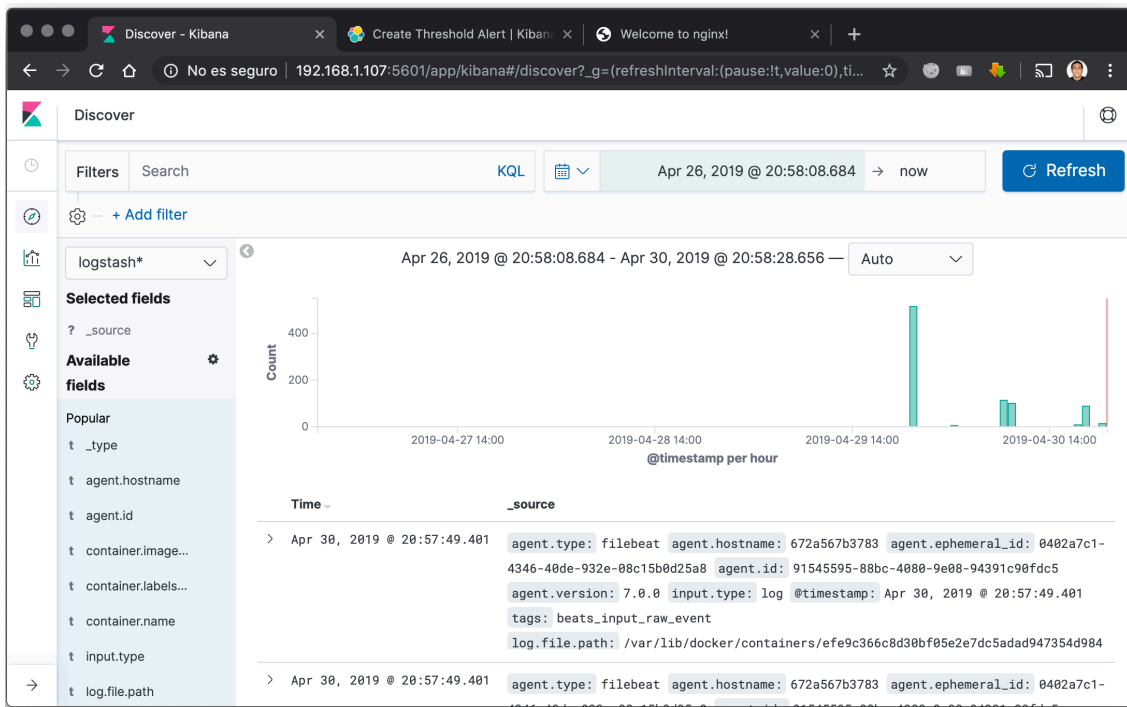 Discover - Kibana
Create Threshold Alert | Kibana
Welcome to nginx!
No es seguro | 192.168.1.107:5601/app/kibana#/discover?_g=(refreshInterval:(pause:!t,value:0),ti...
Discover
Filters Search KQL Apr 26, 2019 @ 20:58:08.684 → now Refresh
+ Add filter
logstash*
Apr 26, 2019 @ 20:58:08.684 - Apr 30, 2019 @ 20:58:28.656 — Auto
Selected fields
? _source
Available
fields
Popular
t _type
t agent.hostname
t agent.id
t container.image...
t container.labels...
t container.name
t input.type
t log.file.path
Count
400
200
0
2019-04-27 14:00 2019-04-28 14:00 2019-04-29 14:00 2019-04-30 14:00
@timestamp per hour
Time _source
Apr 30, 2019 @ 20:57:49.401 agent.type: filebeat agent.hostname: 672a567b3783 agent.ephemeral_id: 0402a7c1-
4346-40de-932e-08c15b0d25a8 agent.id: 91545595-88bc-4080-9e08-94391c90fdc5
agent.version: 7.0.0 input.type: log @timestamp: Apr 30, 2019 @ 20:57:49.401
tags: beats_input_raw_event
log.file.path: /var/lib/docker/containers/efe9c366c8d30bf05e2e7dc5adad947354d984
Apr 30, 2019 @ 20:57:49.401 agent.type: filebeat agent.hostname: 672a567b3783 agent.ephemeral_id: 0402a7c1-